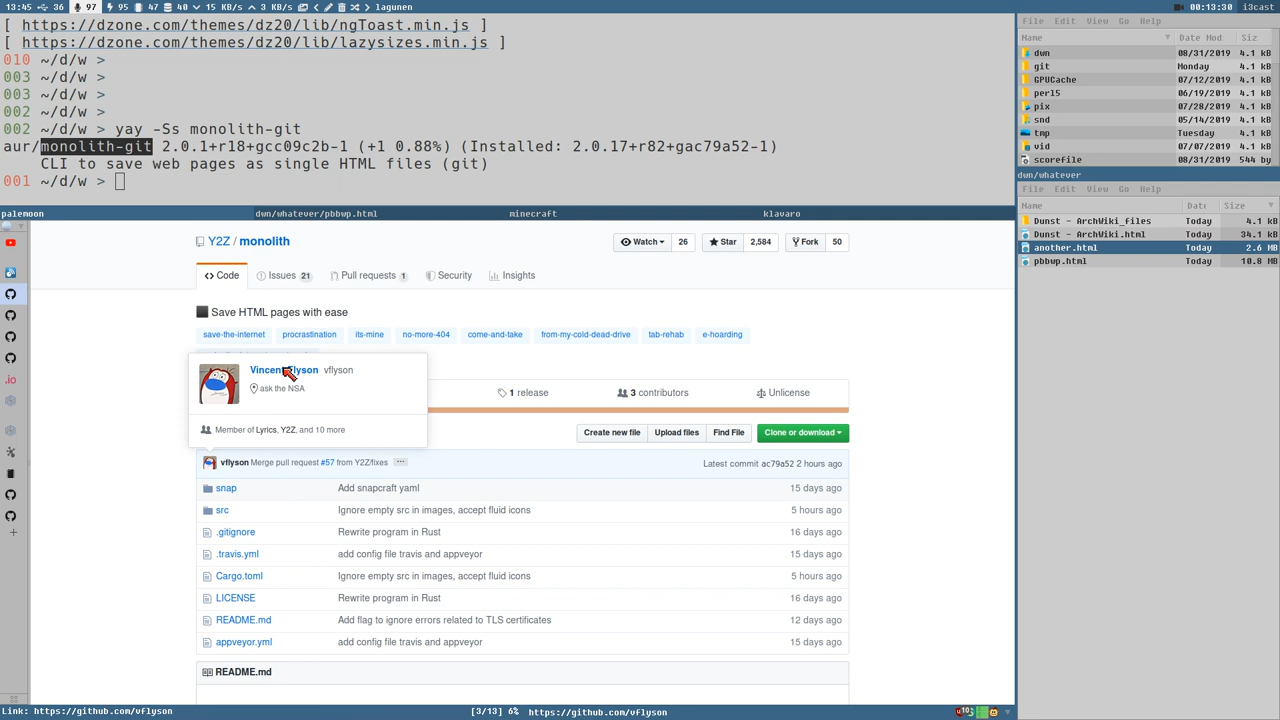 13:45 36 97 95 47 20 15 KB/s 3 KB/s lagunen 00:13:30 i3cast
[ https://dzone.com/themes/dz20/lib/ngToast.min.js ]
[ https://dzone.com/themes/dz20/lib/lazysizes.min.js ]
010 ~/d/w >
003 ~/d/w >
003 ~/d/w >
002 ~/d/w >
002 ~/d/w > yay -Ss monolith-git
aur/monolith-git 2.0.1+r18+gcc09c2b-1 (+1 0.88%) (Installed: 2.0.17+r82+gac79a52-1)
CLI to save web pages as single HTML files (git)
001 ~/d/w >
File Edit View Go Help
Name Date Mod Siz
dwn 08/31/2019 4.1 kB
git Monday 4.1 kB
GPUCache 07/12/2019 4.1 kB
perl5 06/19/2019 4.1 kB
pix 07/28/2019 4.1 kB
snd 05/14/2019 4.1 kB
tmp Tuesday 4.1 kB
vid 07/07/2019 4.1 kB
scorefile 08/31/2019 544 by
dwn/whatever
File Edit View Go Help
Name Date Size
Dunst – ArchWiki_files Today 4.1 kB
Dunst – ArchWiki.html Today 34.1 kB
another.html Today 2.6 MB
pbbwp.html Today 10.8 MB
palemoon dwn/whatever/pbbwp.html minecraft klavaro
Y2Z / monolith
Watch 26 Star 2,584 Fork 50
Code Issues 21 Pull requests 1 Security Insights
Save HTML pages with ease
save-the-internet procrastination its-mine no-more-404 come-and-take from-my-cold-dead-drive tab-rehab e-hoarding
Vincent Flyson vflyson
ask the NSA
Member of Lyrics, Y2Z, and 10 more
1 release 3 contributors Unlicense
Create new file Upload files Find File Clone or download
vflyson Merge pull request #57 from Y2Z/fixes Latest commit ac79a52 2 hours ago
snap Add snapcraft yaml 15 days ago
src Ignore empty src in images, accept fluid icons 5 hours ago
.gitignore Rewrite program in Rust 16 days ago
.travis.yml add config file travis and appveyor 15 days ago
Cargo.toml Ignore empty src in images, accept fluid icons 5 hours ago
LICENSE Rewrite program in Rust 16 days ago
README.md Add flag to ignore errors related to TLS certificates 12 days ago
appveyor.yml add config file travis and appveyor 15 days ago
README.md
Link: https://github.com/vflyson [3/13] 6% https://github.com/vflyson